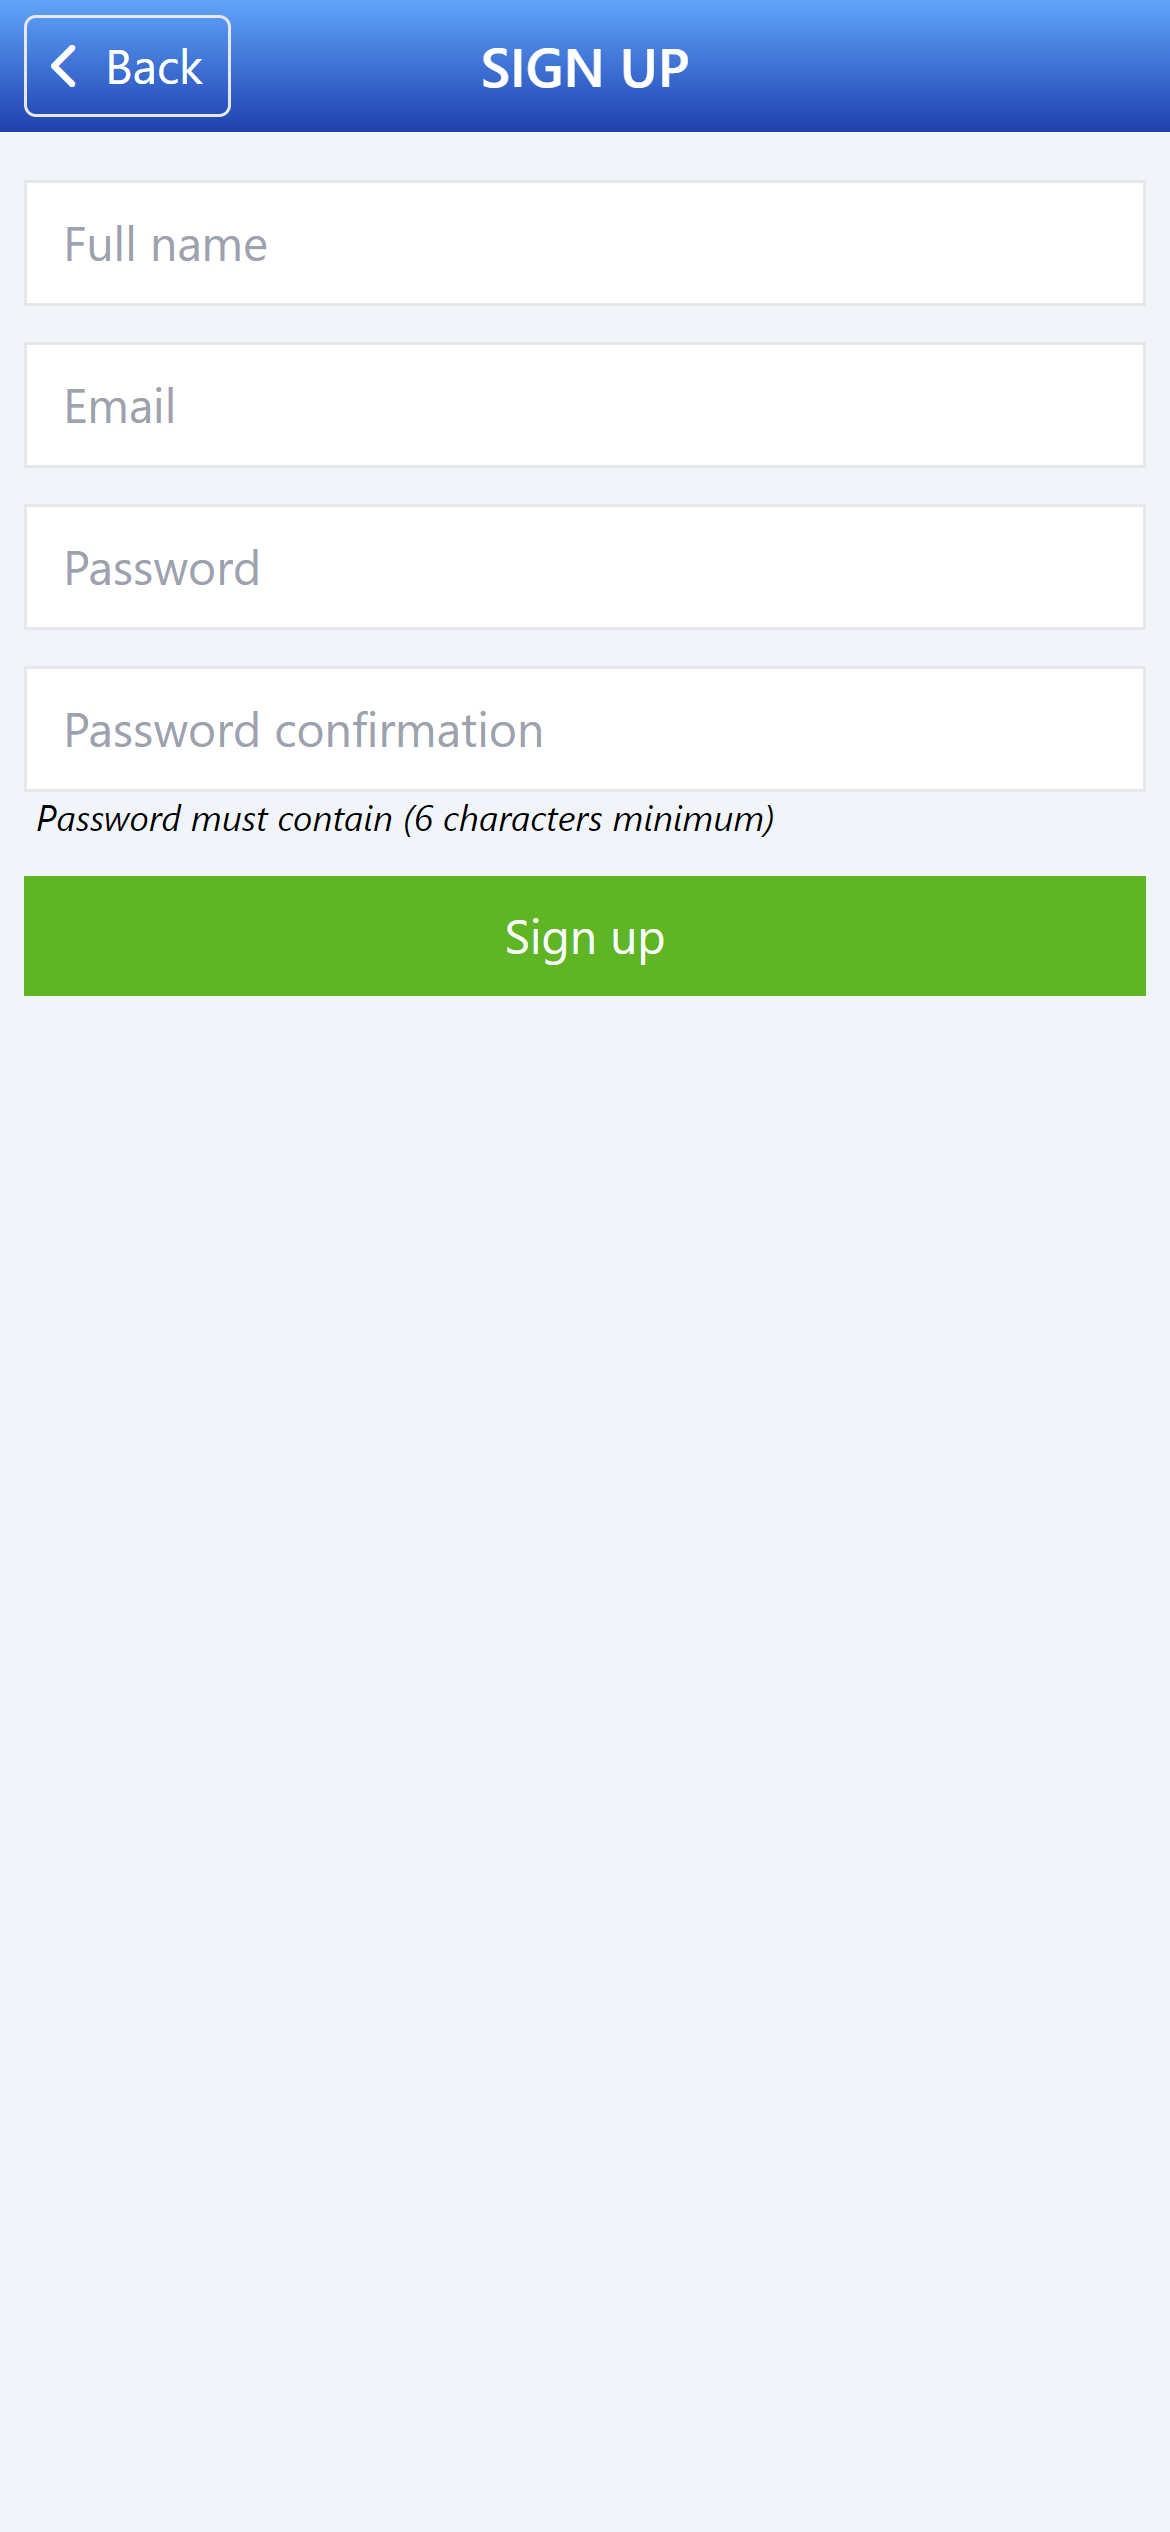 Back
SIGN UP
Full name
Email
Password
Password confirmation
Password must contain (6 characters minimum)
Sign up